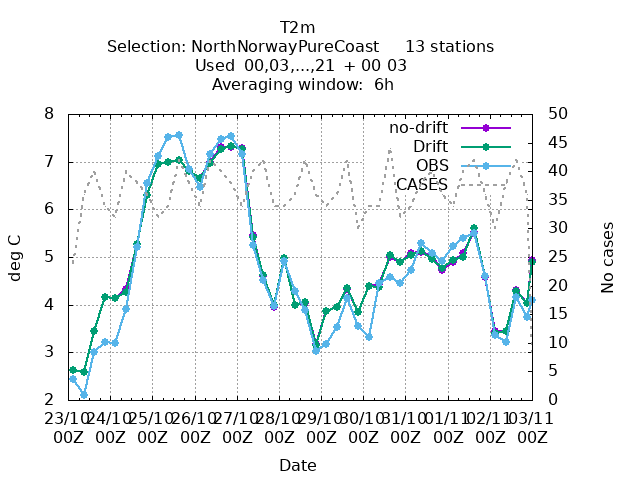 T2m
Selection: NorthNorwayPureCoast 13 stations
Used 00,03,...,21 + 00 03
Averaging window: 6h
8
7
6
5
4
3
2
deg C
50
45
40
35
30
25
20
15
10
5
0
No cases
no-drift
Drift
OBS
CASES
23/10 00Z
24/10 00Z
25/10 00Z
26/10 00Z
27/10 00Z
28/10 00Z
29/10 00Z
30/10 00Z
31/10 00Z
01/11 00Z
02/11 00Z
03/11 00Z
Date